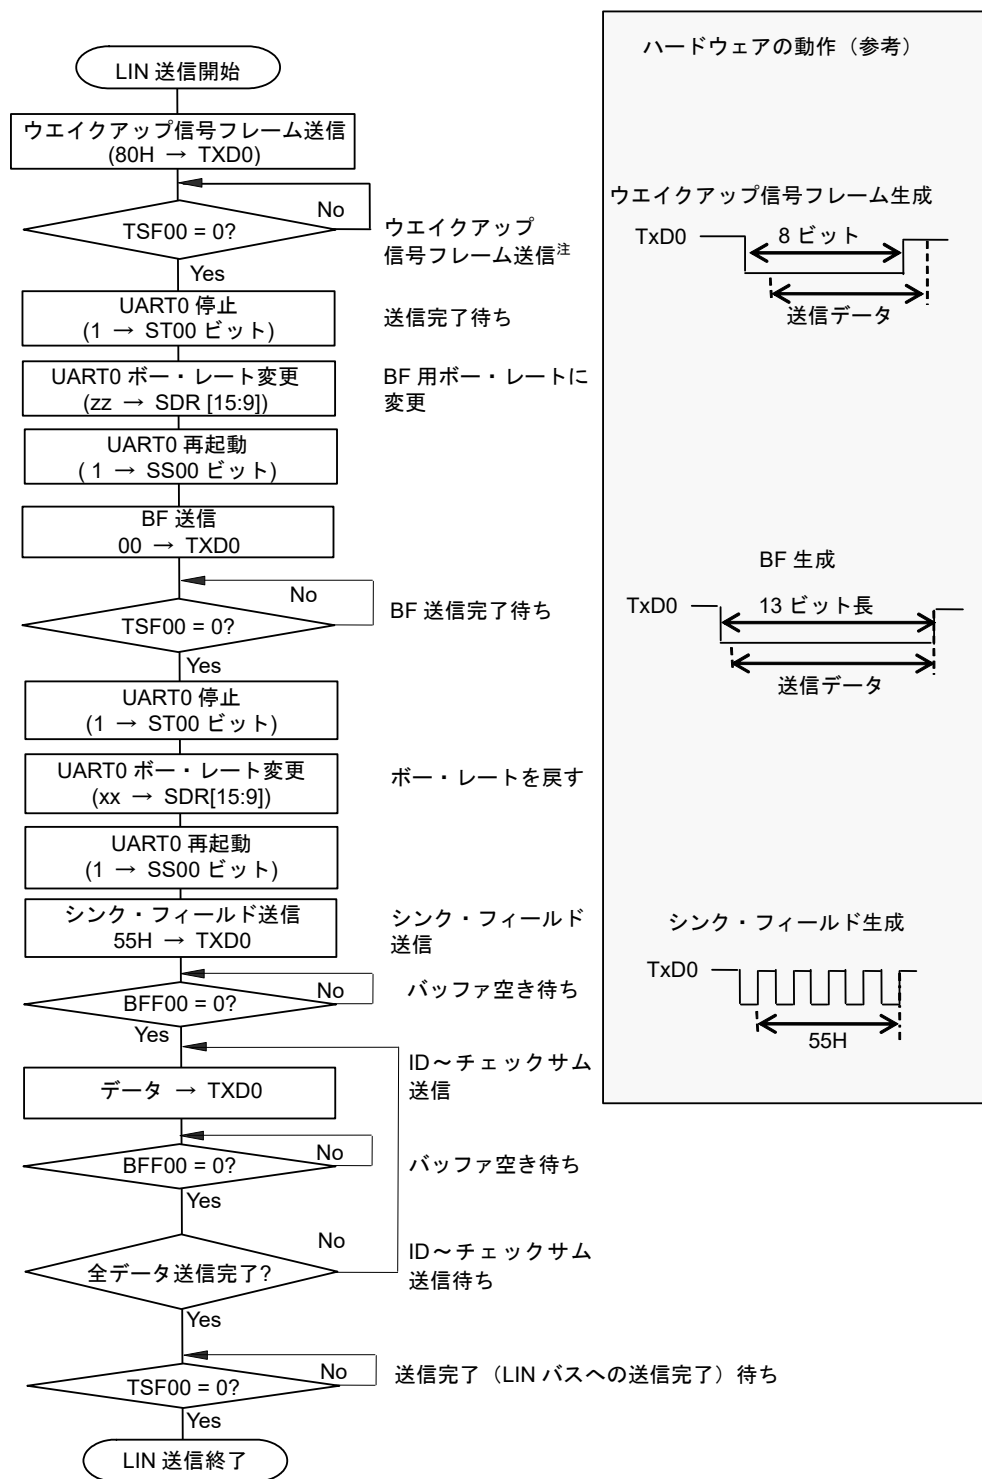 LIN 送信開始
ウエイクアップ信号フレーム送信
(80H → TXD0)
TSF00 = 0?
No
Yes
ウエイクアップ
信号フレーム送信注
UART0 停止
(1 → ST00 ビット)
送信完了待ち
UART0 ボー・レート変更
(zz → SDR [15:9])
BF 用ボー・レートに
変更
UART0 再起動
( 1 → SS00 ビット)
BF 送信
00 → TXD0
No
TSF00 = 0?
BF 送信完了待ち
Yes
UART0 停止
(1 → ST00 ビット)
UART0 ボー・レート変更
(xx → SDR[15:9])
ボー・レートを戻す
UART0 再起動
(1 → SS00 ビット)
シンク・フィールド送信
55H → TXD0
シンク・フィールド
送信
BFF00 = 0?
No
バッファ空き待ち
Yes
データ → TXD0
ID～チェックサム
送信
BFF00 = 0?
No
バッファ空き待ち
Yes
全データ送信完了?
No
ID～チェックサム
送信待ち
Yes
TSF00 = 0?
No
送信完了（LIN バスへの送信完了）待ち
Yes
LIN 送信終了
ハードウェアの動作（参考）
ウエイクアップ信号フレーム生成
TxD0
8 ビット
送信データ
BF 生成
TxD0
13 ビット長
送信データ
シンク・フィールド生成
TxD0
55H